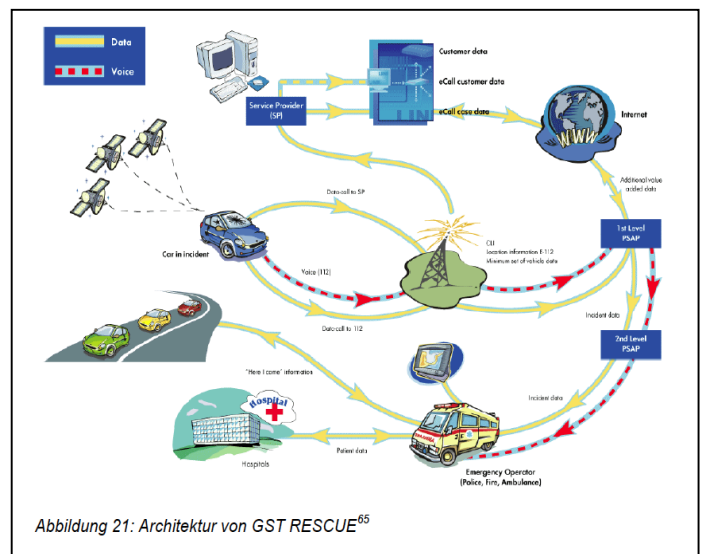 Data
Voice
Customer data
eCall customer data
eCall case data
Service Provider
(SP)
Internet
WWW
Additional value
added data
Data-call to SP
1st Level
PSAP
CLI
Location information E-112
Minimum set of vehicle data
Car in incident
Voice (112)
Data-call to 112
Incident data
2nd Level
PSAP
"Here I come" information
Incident data
Hospital
Patient data
Hospitals
Emergency Operator
(Police, Fire, Ambulance)
Abbildung 21: Architektur von GST RESCUE65